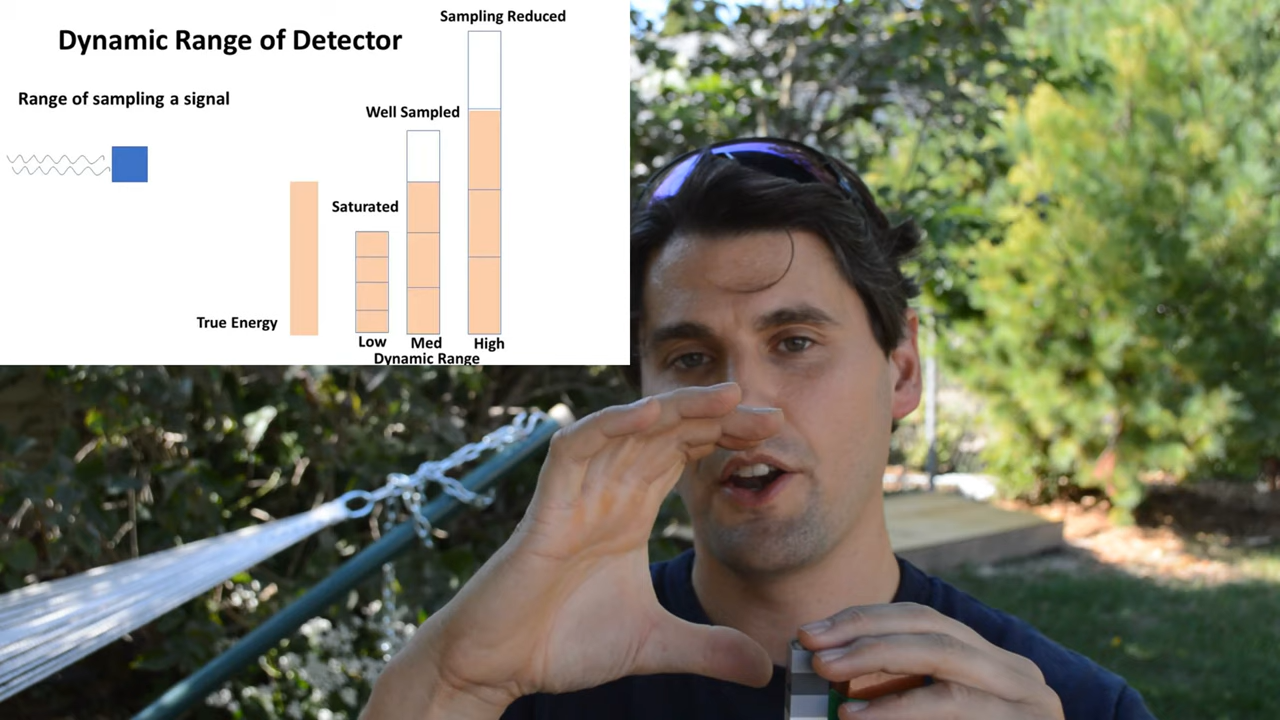 Sampling Reduced
Dynamic Range of Detector
Range of sampling a signal
Well Sampled
Saturated
True Energy
Low
Med
High
Dynamic Range